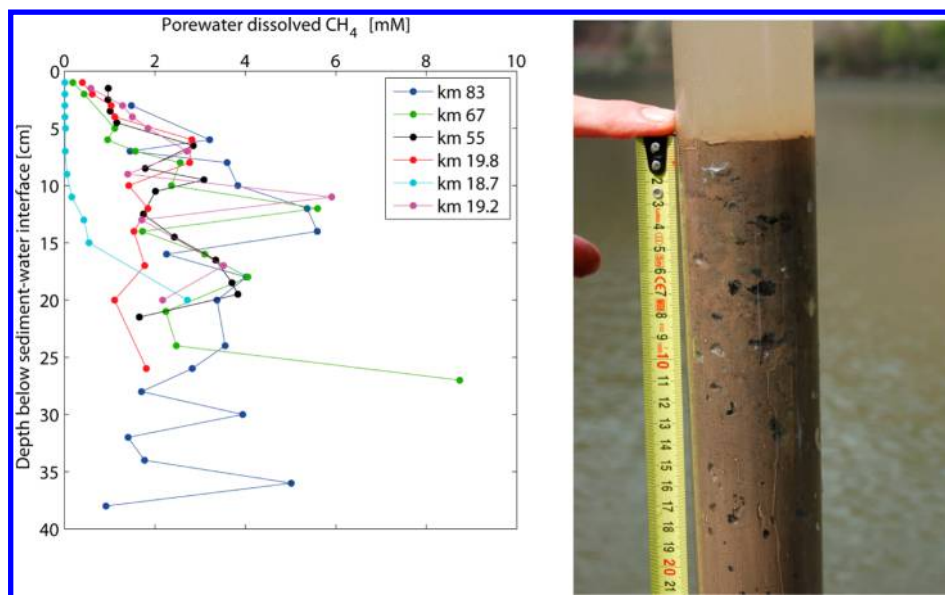 Porewater dissolved CH4 [mM]
0 2 4 6 8 10
Depth below sediment-water interface [cm]
0
5
10
15
20
25
30
35
40
km 83
km 67
km 55
km 19.8
km 18.7
km 19.2
2
3
4
6
CE
7
8
9
10
11
12
13
14
15
16
17
18
19
20
21